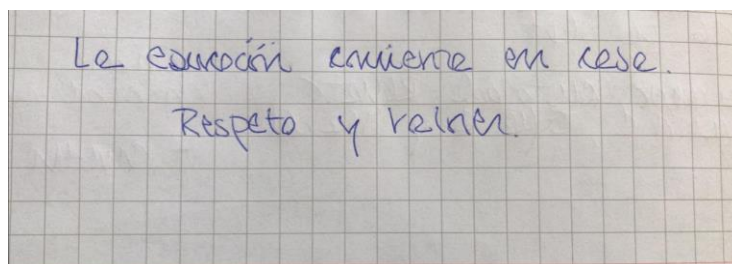 La educación comienza en casa.
Respeto y valores.